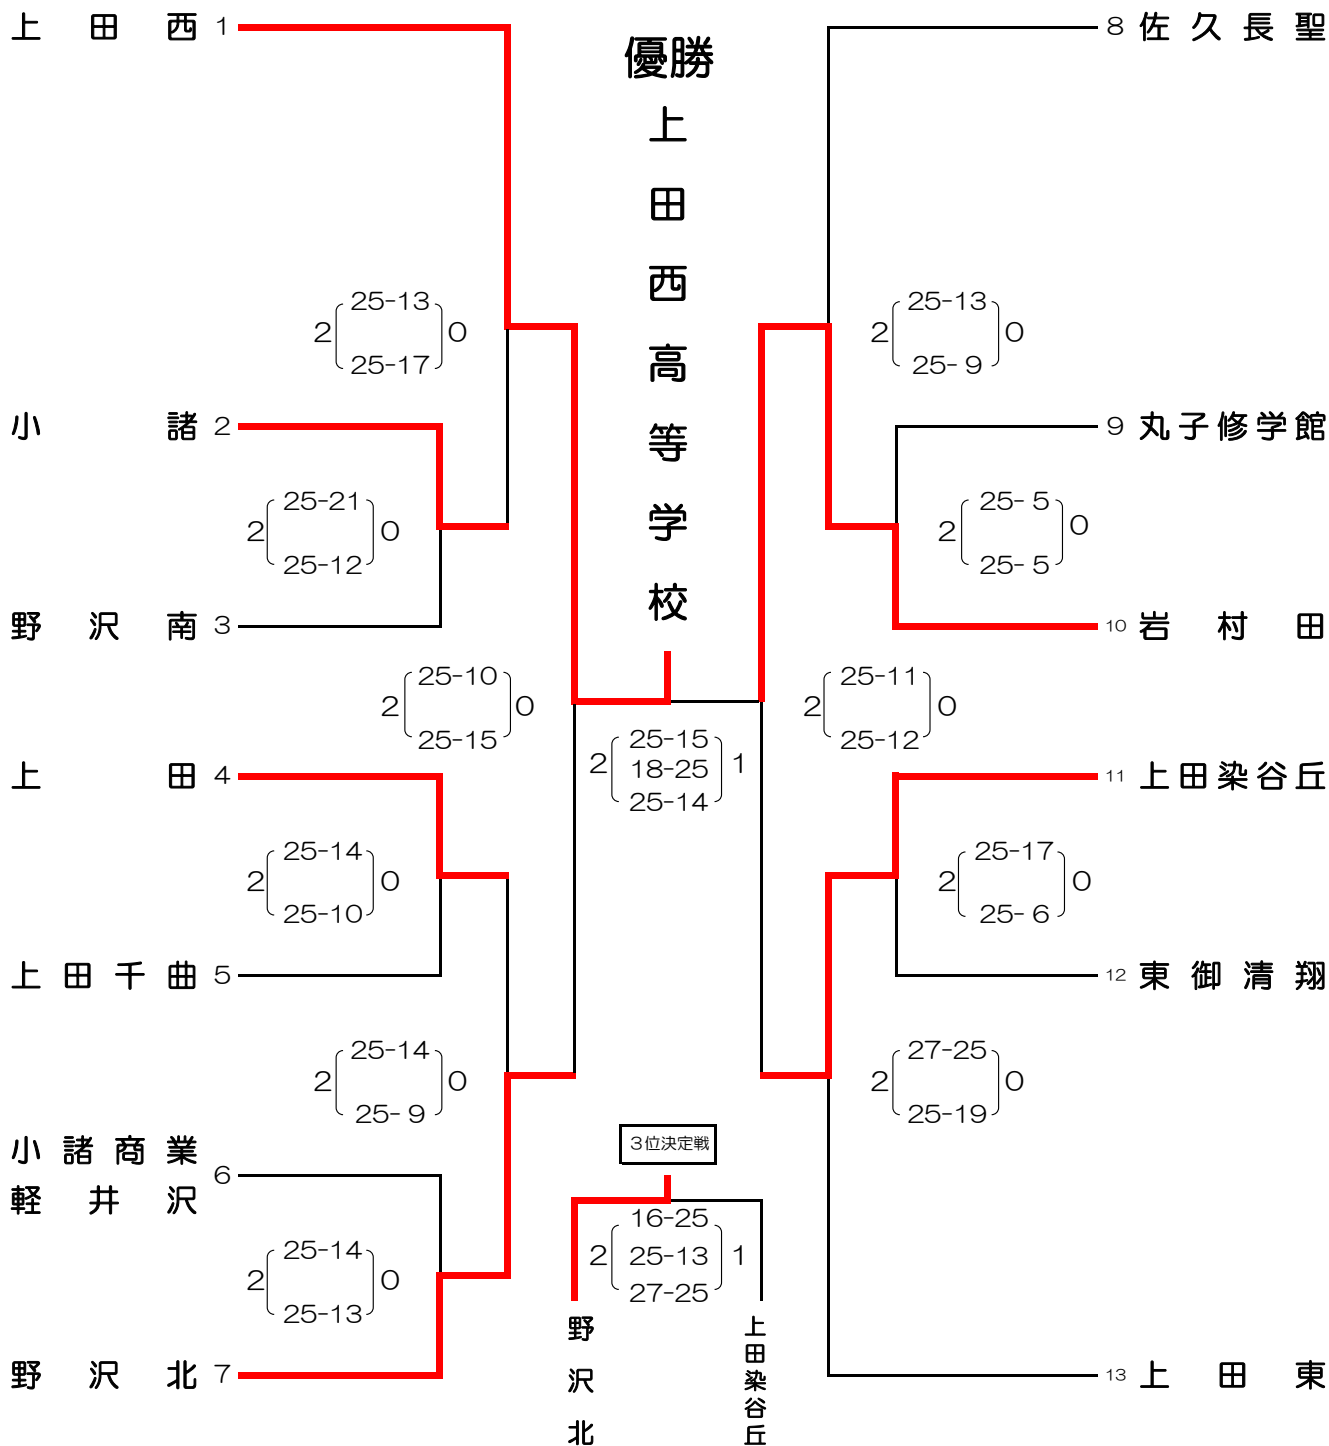 優勝
上田西高等学校
上田西 1
25-13
2 0
25-17
小諸 2
25-21
2 0
25-12
野沢南 3
25-10
2 0
25-15
上田 4
25-14
2 0
25-10
上田千曲 5
25-14
2 0
25- 9
小諸商業
軽井沢
6
25-14
2 0
25-13
野沢北 7
25-15
2 18-25 1
25-14
3位決定戦
16-25
2 25-13 1
27-25
野沢北
上田染谷丘
8 佐久長聖
25-13
2 0
25- 9
9 丸子修学館
25- 5
2 0
25- 5
10 岩村田
25-11
2 0
25-12
11 上田染谷丘
25-17
2 0
25- 6
12 東御清翔
27-25
2 0
25-19
13 上田東